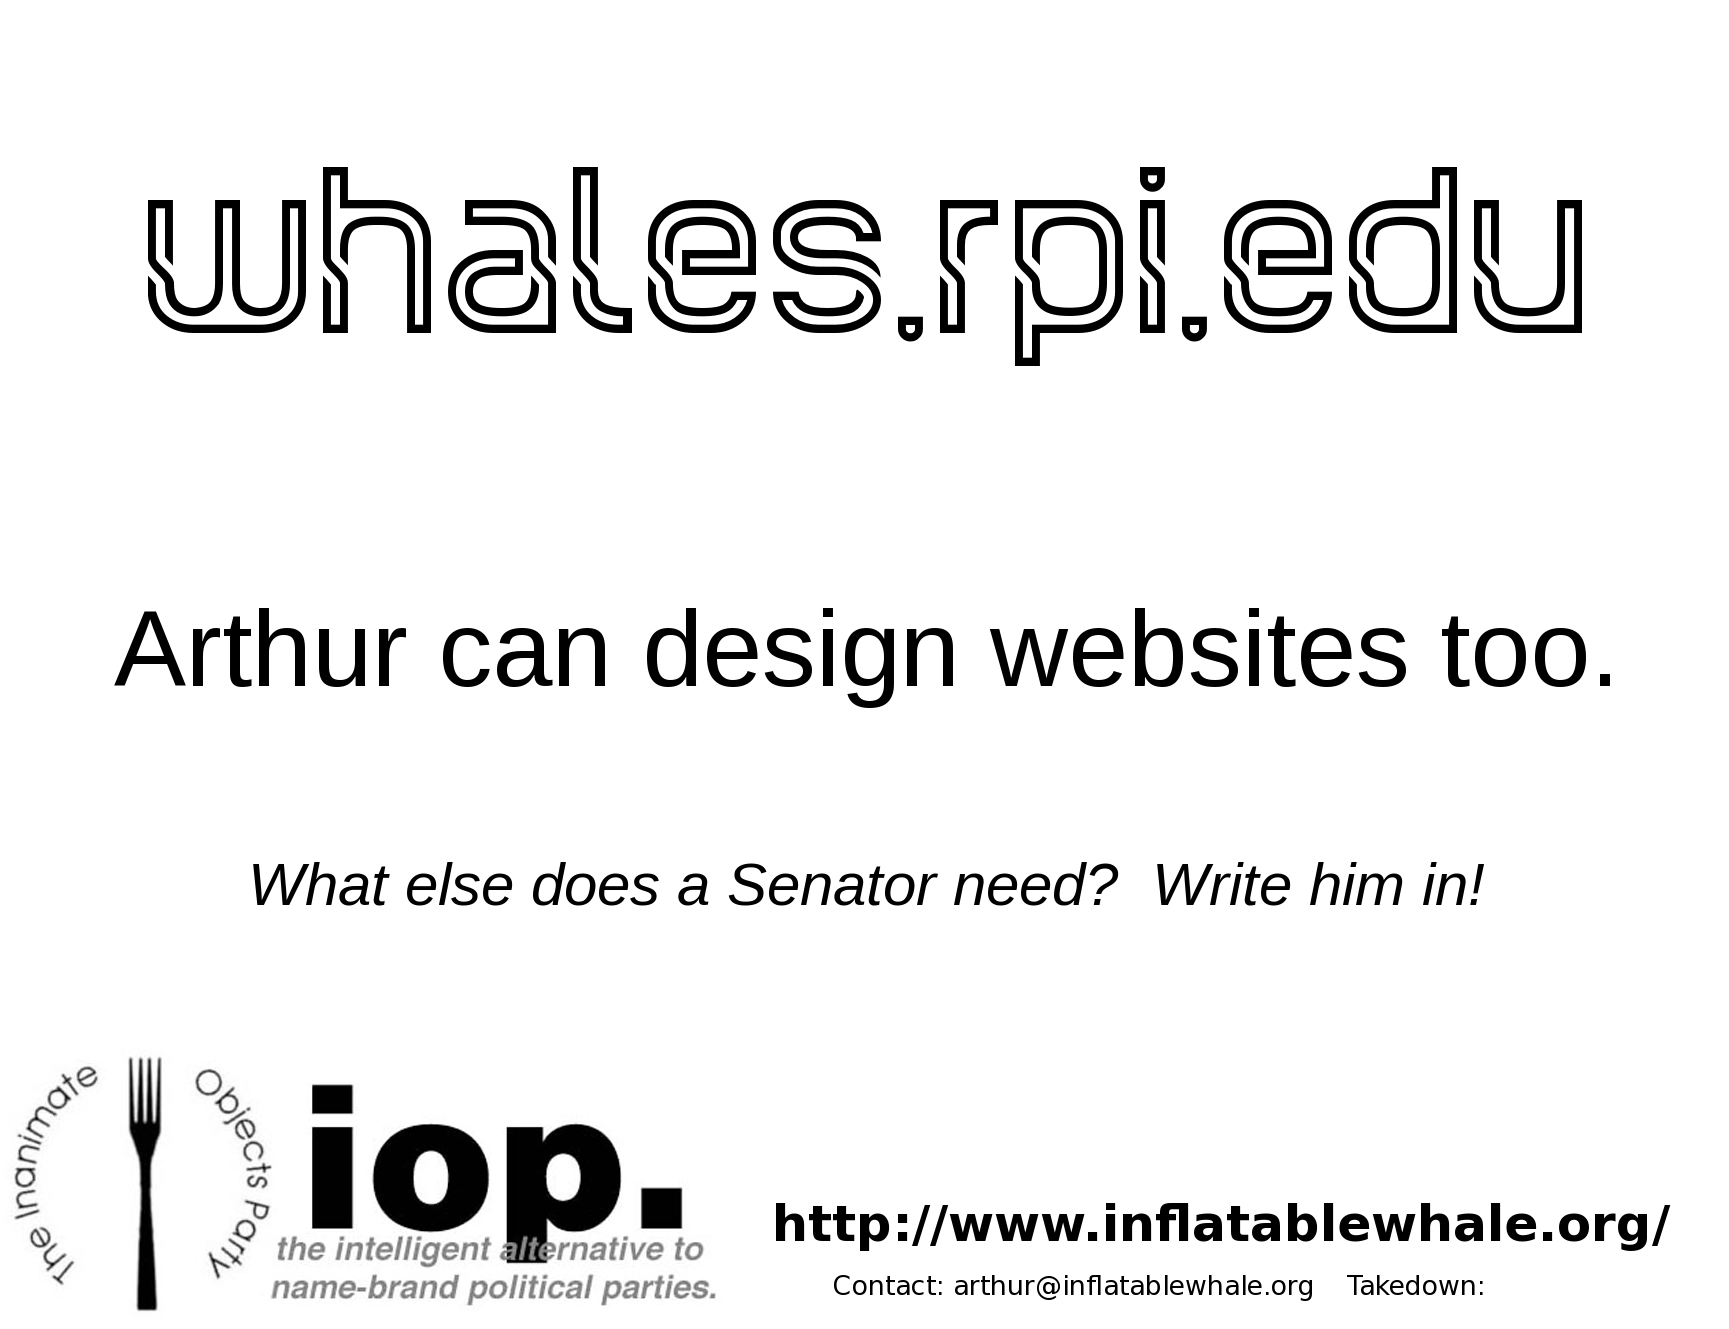 whales.rpi.edu
Arthur can design websites too.
What else does a Senator need?  Write him in!
The Inanimate Objects Party
iop.
the intelligent alternative to
name-brand political parties.
http://www.inflatablewhale.org/
Contact: arthur@inflatablewhale.org    Takedown: